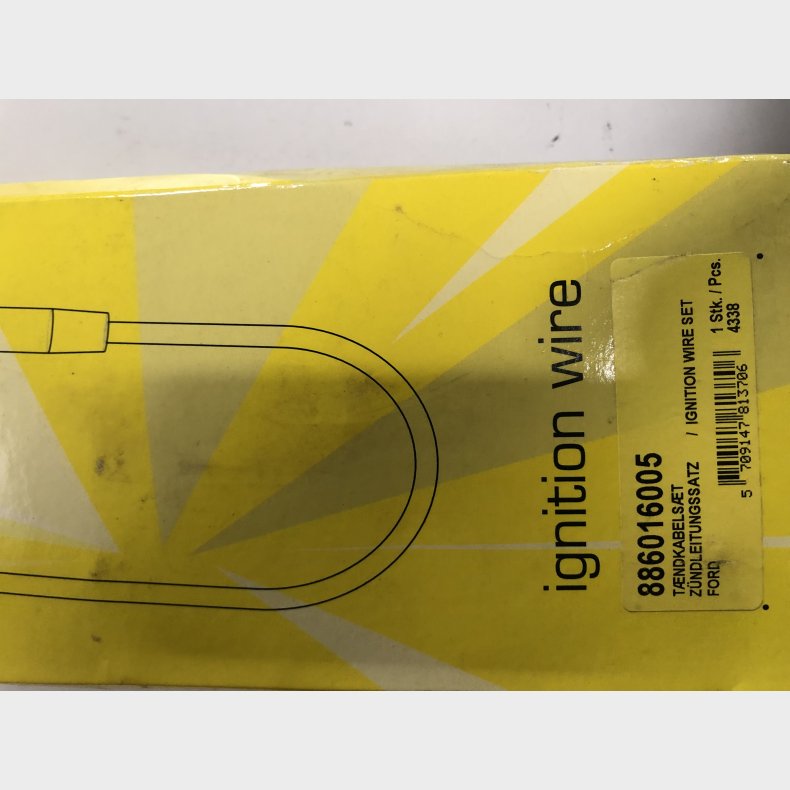 ignition wire
886016005
TÆNDKABELSÆT
ZÜNDLEITUNGSSATZ / IGNITION WIRE SET
FORD
1 Stk. / Pcs.
4338
5 709147 813706